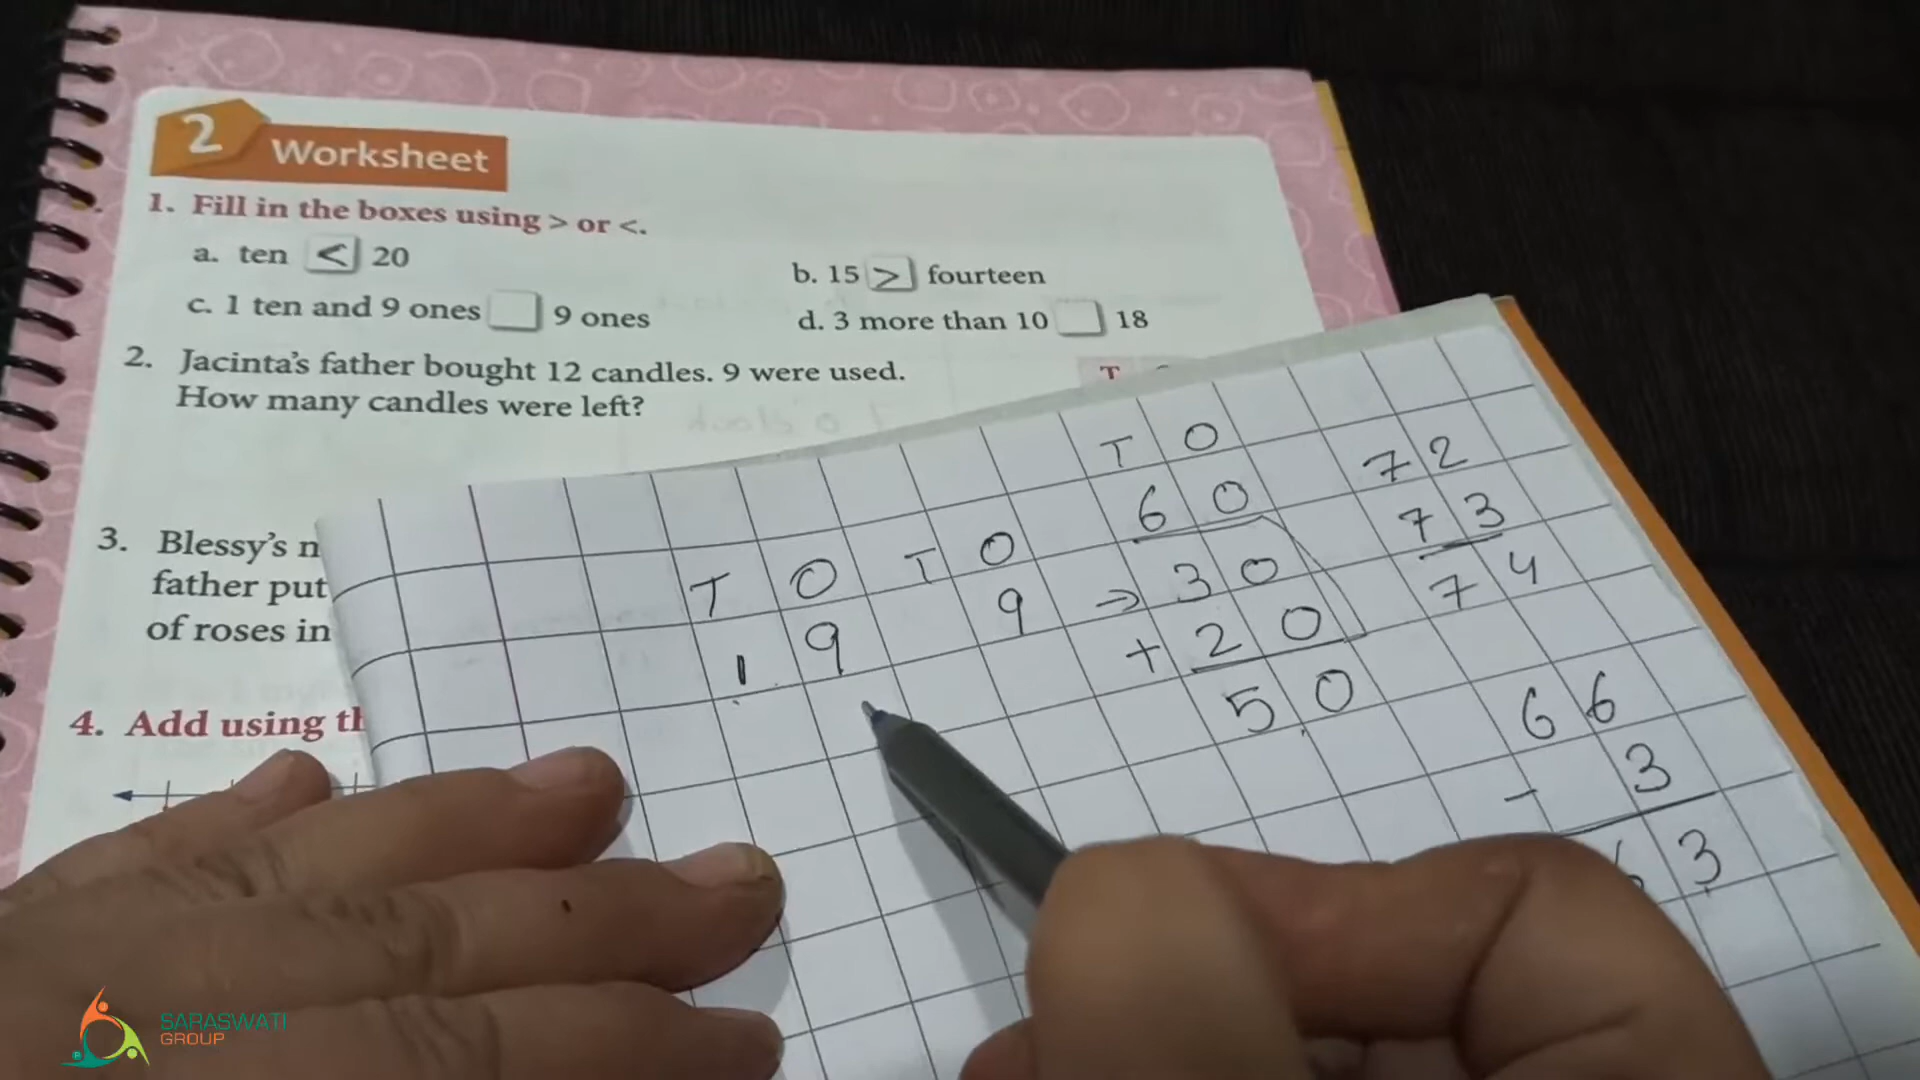 2 Worksheet
1. Fill in the boxes using > or <.
a. ten < 20
b. 15 > fourteen
c. 1 ten and 9 ones 9 ones
d. 3 more than 10 18
2. Jacinta's father bought 12 candles. 9 were used.
How many candles were left?
T
3. Blessy's
father put
of roses in
4. Add using
T O
1 9
T O
9
T O
6 0
→ 3 0
+ 2 0
5 0
7 2
7 3
7 4
6 6
- 3
6 3
SARASWATI
GROUP